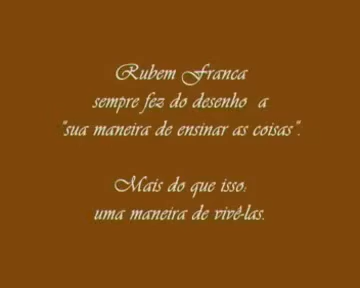 Rubem Franca
sempre fez do desenho a
"sua maneira de ensinar as coisas".
Mais do que isso:
uma maneira de vivê-las.